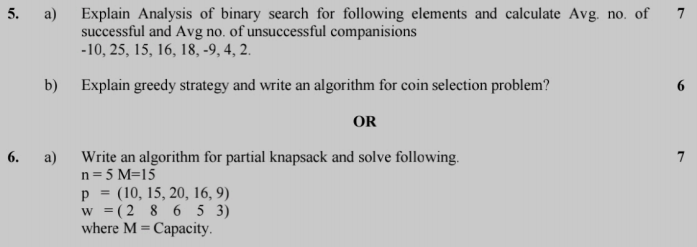 5. a) Explain Analysis of binary search for following elements and calculate Avg. no. of 7
successful and Avg no. of unsuccessful companisions
-10, 25, 15, 16, 18, -9, 4, 2.
b) Explain greedy strategy and write an algorithm for coin selection problem? 6
OR
6. a) Write an algorithm for partial knapsack and solve following. 7
n = 5 M=15
p = (10, 15, 20, 16, 9)
w = ( 2 8 6 5 3)
where M = Capacity.